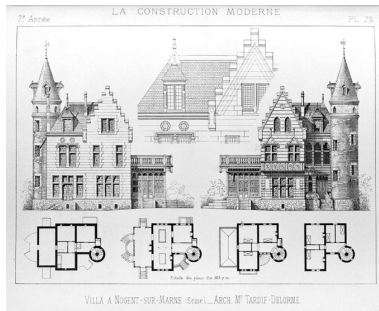 LA CONSTRUCTION MODERNE
7e Année
PL. 78
VILLA A NOGENT-SUR-MARNE (Seine)... ARCH. Mr TARDIF-DELORME.